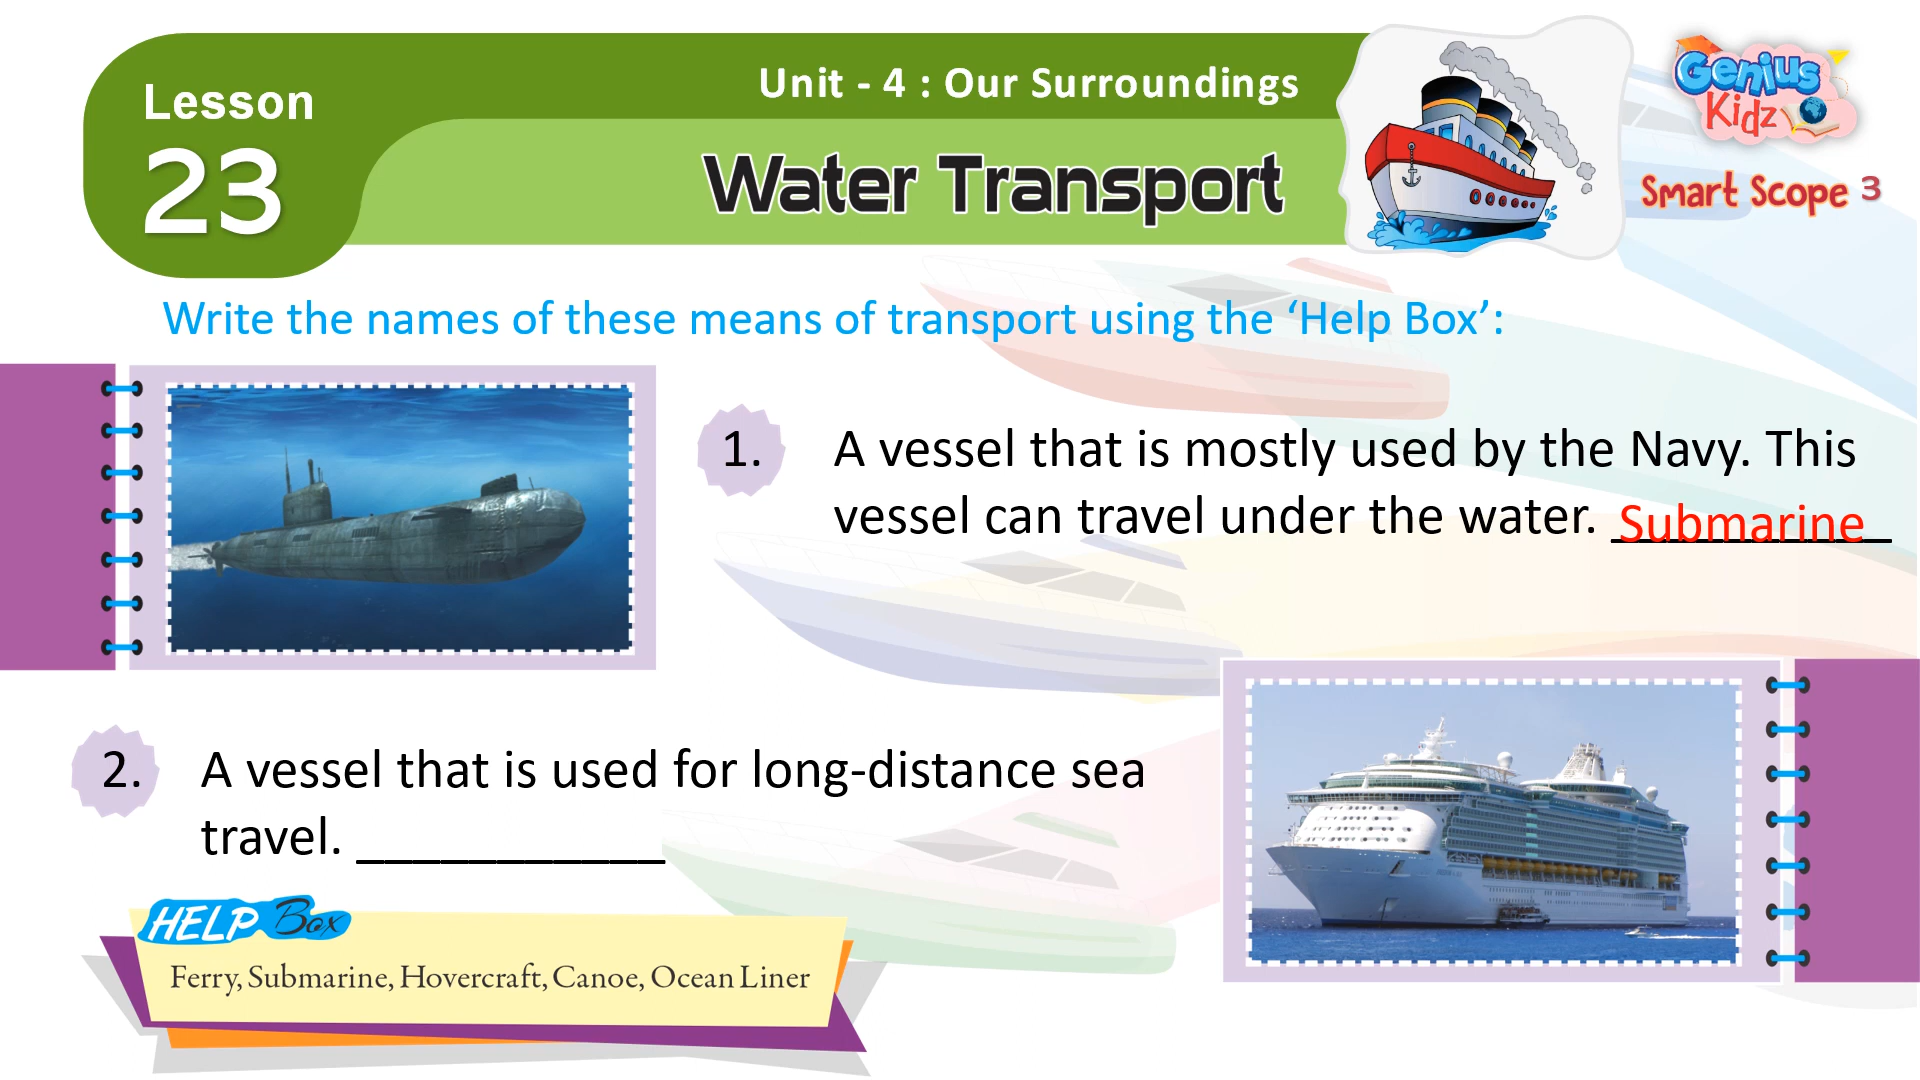 Lesson
23
Unit - 4 : Our Surroundings
Water Transport
Genius
Kidz
Smart Scope 3
Write the names of these means of transport using the ‘Help Box’:
1. A vessel that is mostly used by the Navy. This
vessel can travel under the water. Submarine
2. A vessel that is used for long-distance sea
travel. ___________
HELP Box
Ferry, Submarine, Hovercraft, Canoe, Ocean Liner